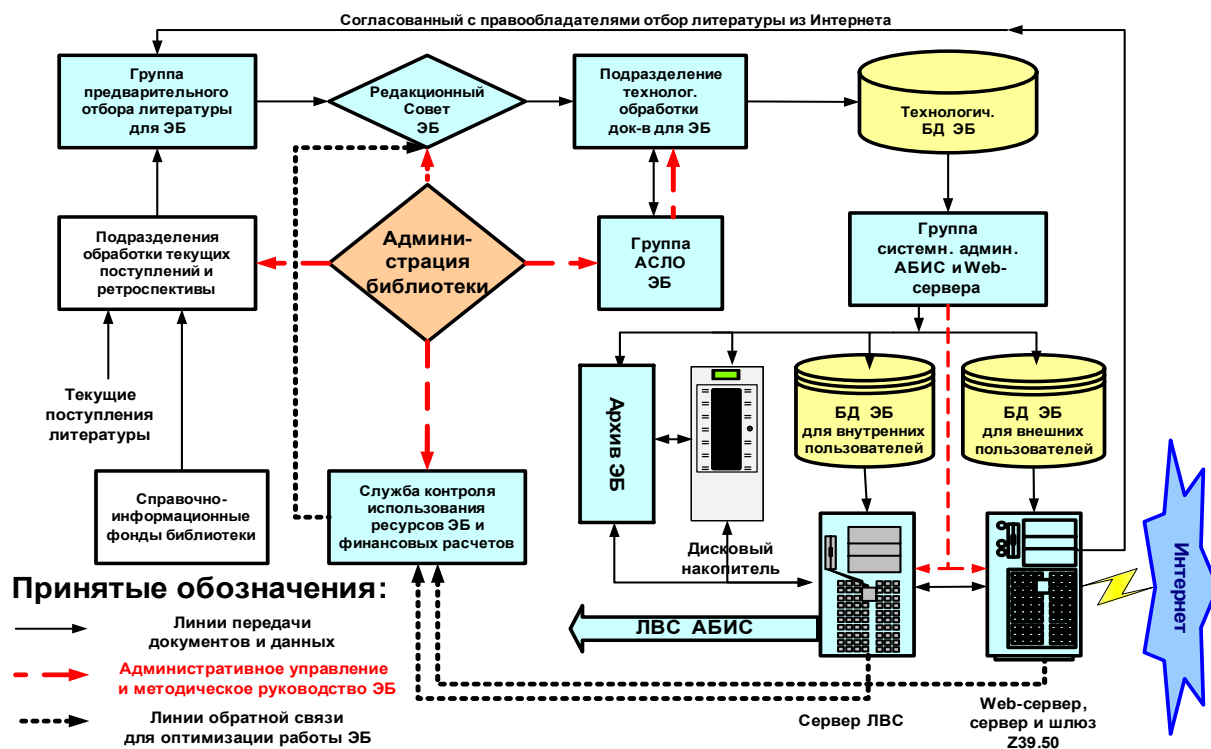 Согласованный с правообладателями отбор литературы из Интернета
Группа
предварительного
отбора литературы
для ЭБ
Редакционный
Совет
ЭБ
Подразделение
технолог.
обработки
док-в для ЭБ
Технологич.
БД ЭБ
Подразделения
обработки текущих
поступлений и
ретроспективы
Админи-
страция
библиотеки
Группа
АСЛО
ЭБ
Группа
системн. админ.
АБИС и Web-
сервера
Текущие
поступления
литературы
Архив ЭБ
БД ЭБ
для внутренних
пользователей
БД ЭБ
для внешних
пользователей
Справочно-
информационные
фонды библиотеки
Служба контроля
использования
ресурсов ЭБ и
финансовых расчетов
Дисковый
накопитель
Интернет
Принятые обозначения:
Линии передачи
документов и данных
Административное управление
и методическое руководство ЭБ
Линии обратной связи
для оптимизации работы ЭБ
ЛВС АБИС
Сервер ЛВС
Web-сервер,
сервер и шлюз
Z39.50